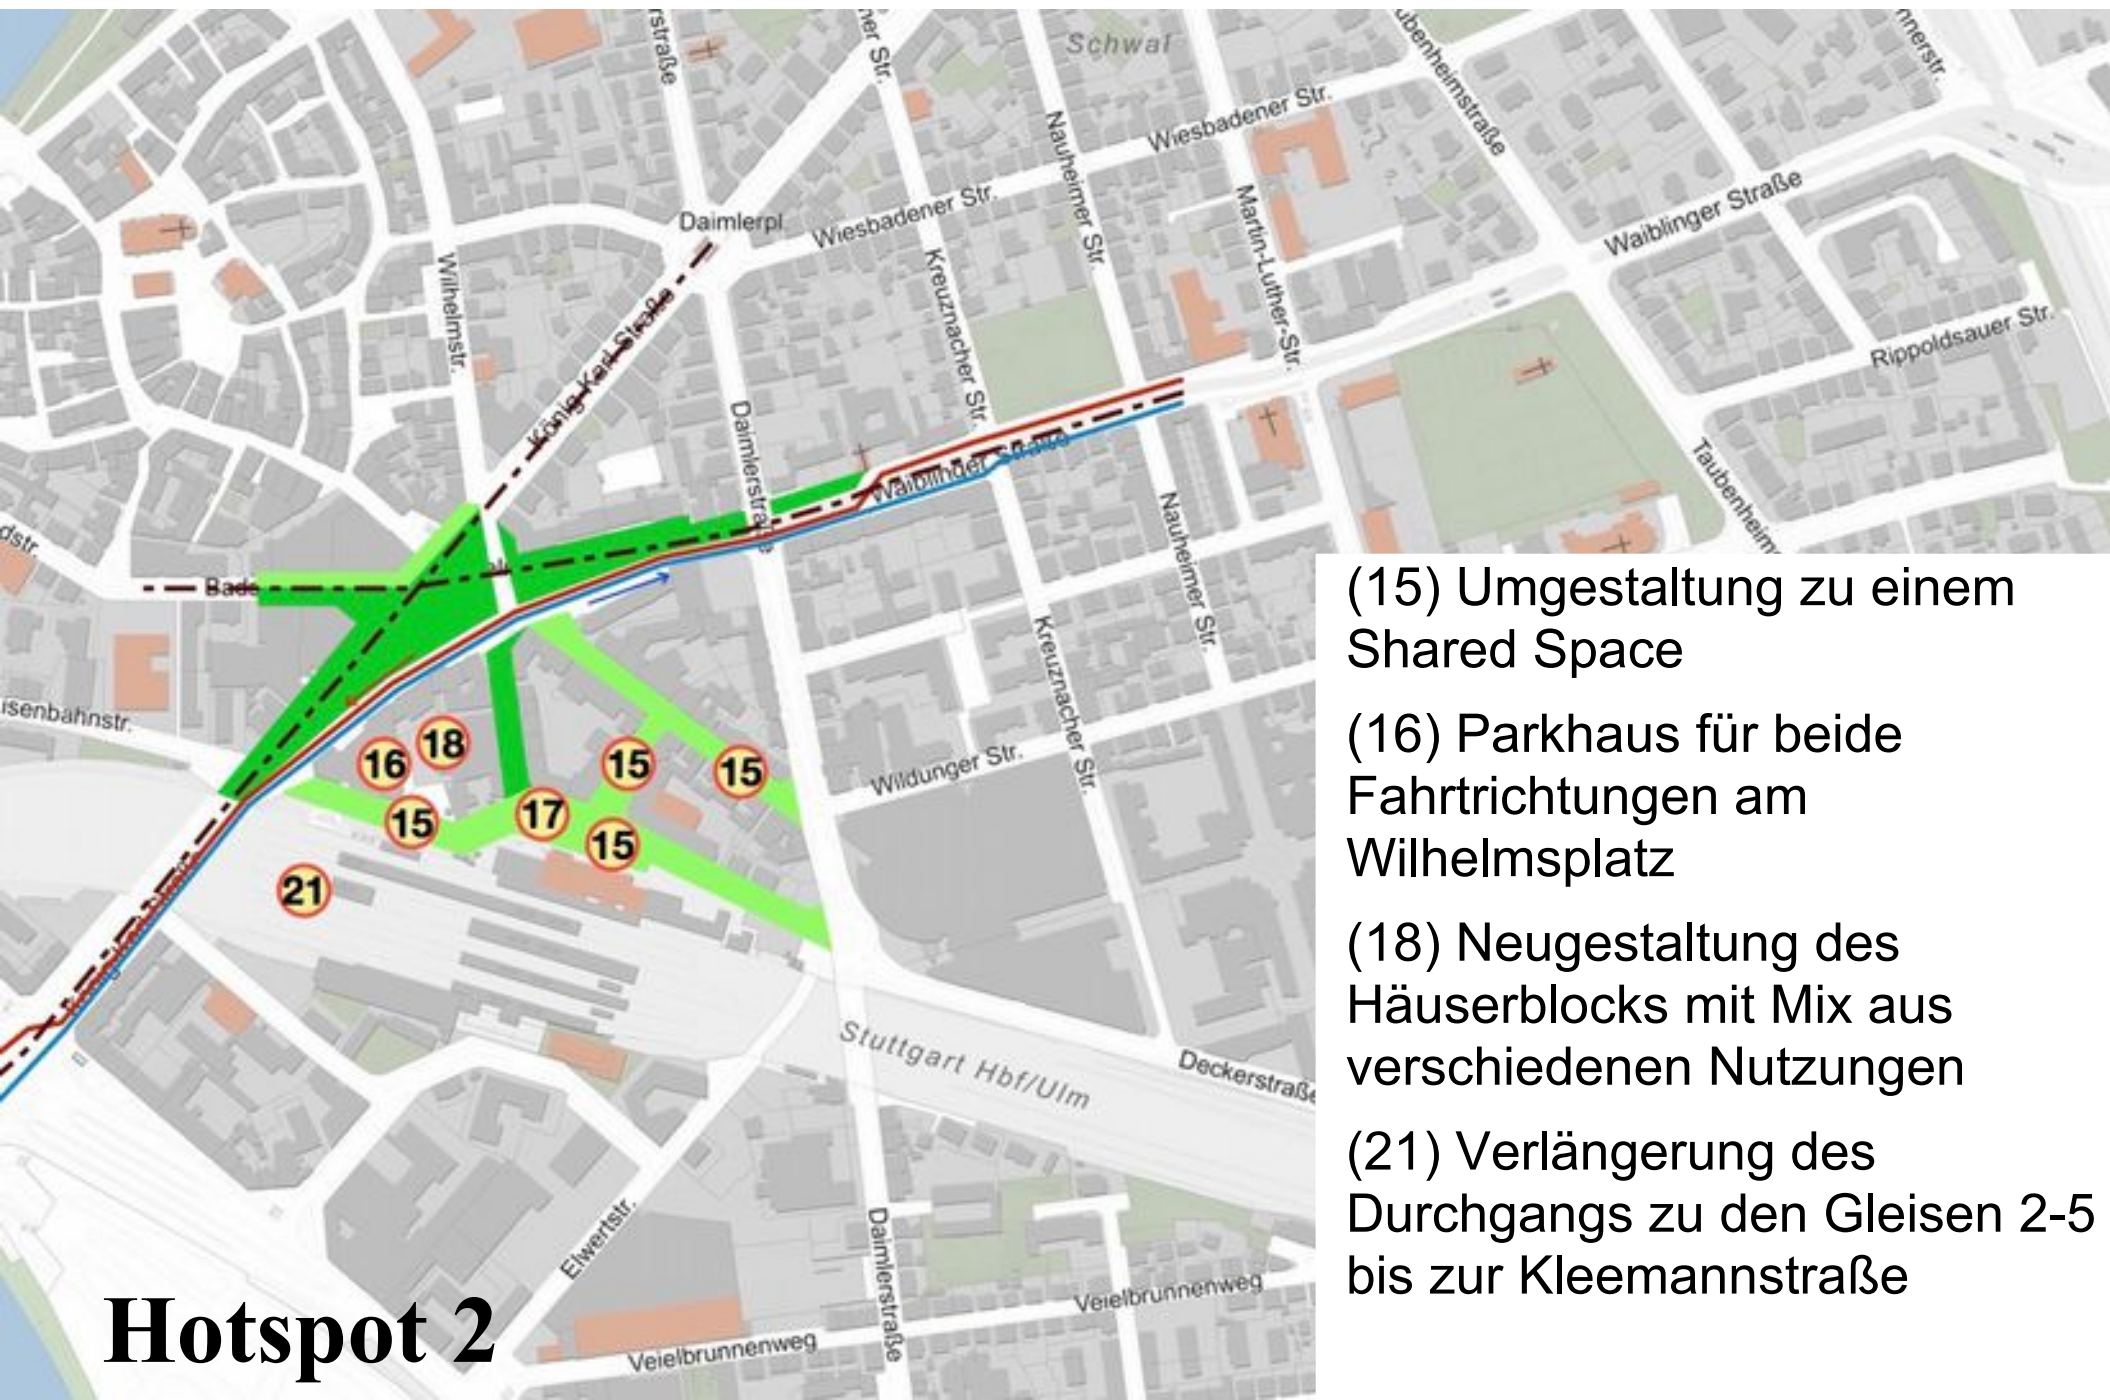 Schwal
Wiesbadener Str.
Nauheimer Str.
Martin-Luther-Str.
Daimlerpl.
Wiesbadener Str.
Kreuznacher Str.
Waiblinger Straße
Rippoldsauer Str.
Wilhelmstr.
König-Karl-Straße
Daimlerstraße
Waiblinger Straße
Nauheimer Str.
Kreuznacher Str.
Wildunger Str.
16
18
15
15
15
17
15
21
Stuttgart Hbf/Ulm
Deckerstraße
Elwertstr.
Daimlerstraße
Veielbrunnenweg
Veielbrunnenweg
Hotspot 2
(15) Umgestaltung zu einem
Shared Space
(16) Parkhaus für beide
Fahrtrichtungen am
Wilhelmsplatz
(18) Neugestaltung des
Häuserblocks mit Mix aus
verschiedenen Nutzungen
(21) Verlängerung des
Durchgangs zu den Gleisen 2-5
bis zur Kleemannstraße